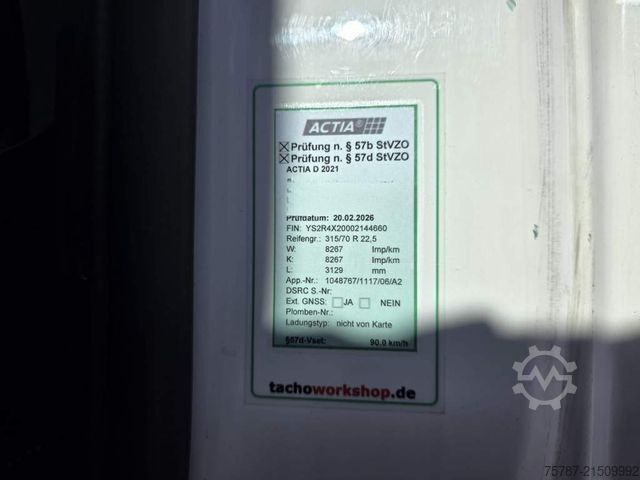 ACTIA®
Prüfung n. § 57b StVZO
Prüfung n. § 57d StVZO
ACTIA D 2021
Prüfdatum: 20.02.2026
FIN: YS2R4X20002144660
Reifengr.: 315/70 R 22,5
W: 8267 Imp/km
K: 8267 Imp/km
L: 3129 mm
App.-Nr.: 1048767/1117/06/A2
DSRC S.-Nr:
Ext. GNSS: JA NEIN
Plomben-Nr.:
Ladungstyp: nicht von Karte
§57d-Vset: 90.0 km/h
tachoworkshop.de
75787-21509992